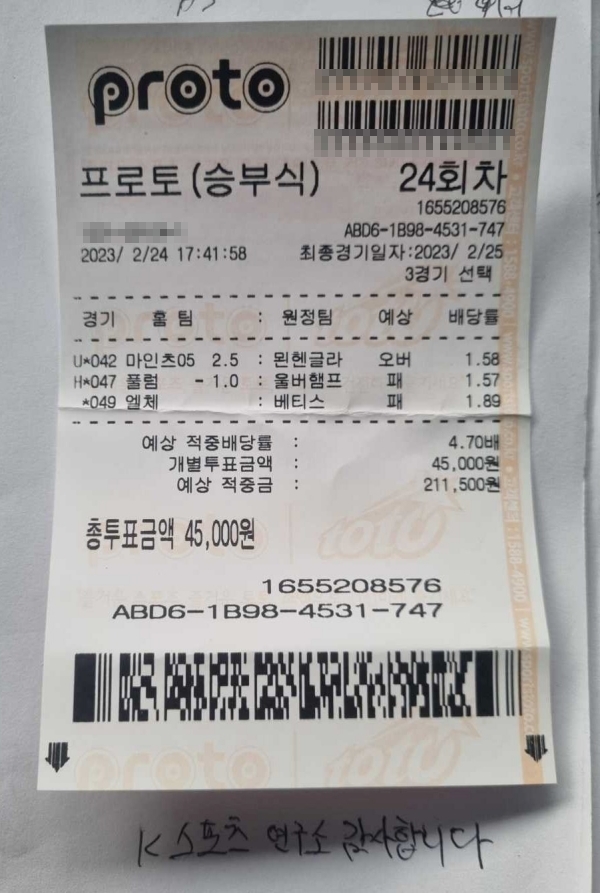 proto
프로토(승부식) 24회차
1655208576
ABD6-1B98-4531-747
2023/ 2/24 17:41:58 최종경기일자:2023/ 2/25
3경기 선택
경기 홈팀 : 원정팀 예상 배당률
U*042 마인츠05 2.5 : 묀헨글라 오버 1.58
H*047 풀럼 - 1.0 : 울버햄프 패 1.57
*049 엘체 : 베티스 패 1.89
예상 적중배당률 : 4.70배
개별투표금액 : 45,000원
예상 적중금 : 211,500원
총투표금액 45,000원
1655208576
ABD6-1B98-4531-747
proto
K 스포츠 연구소 감사합니다